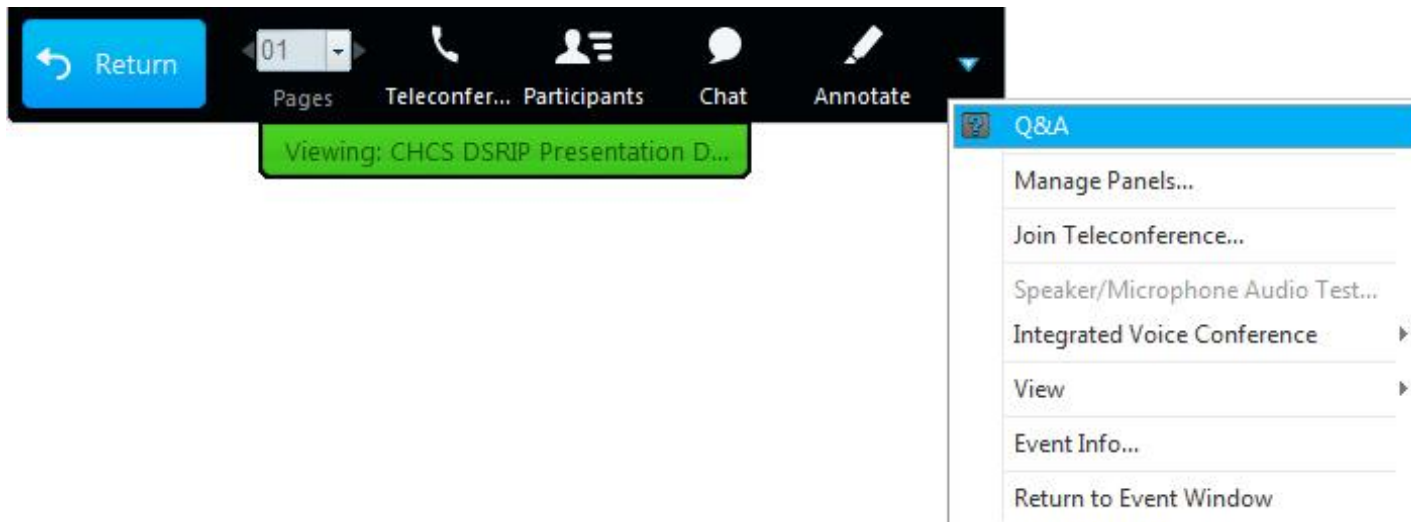 Return
01
Pages
Teleconfer...
Participants
Chat
Annotate
Viewing: CHCS DSRIP Presentation D...
Q&A
Manage Panels...
Join Teleconference...
Speaker/Microphone Audio Test...
Integrated Voice Conference
View
Event Info...
Return to Event Window